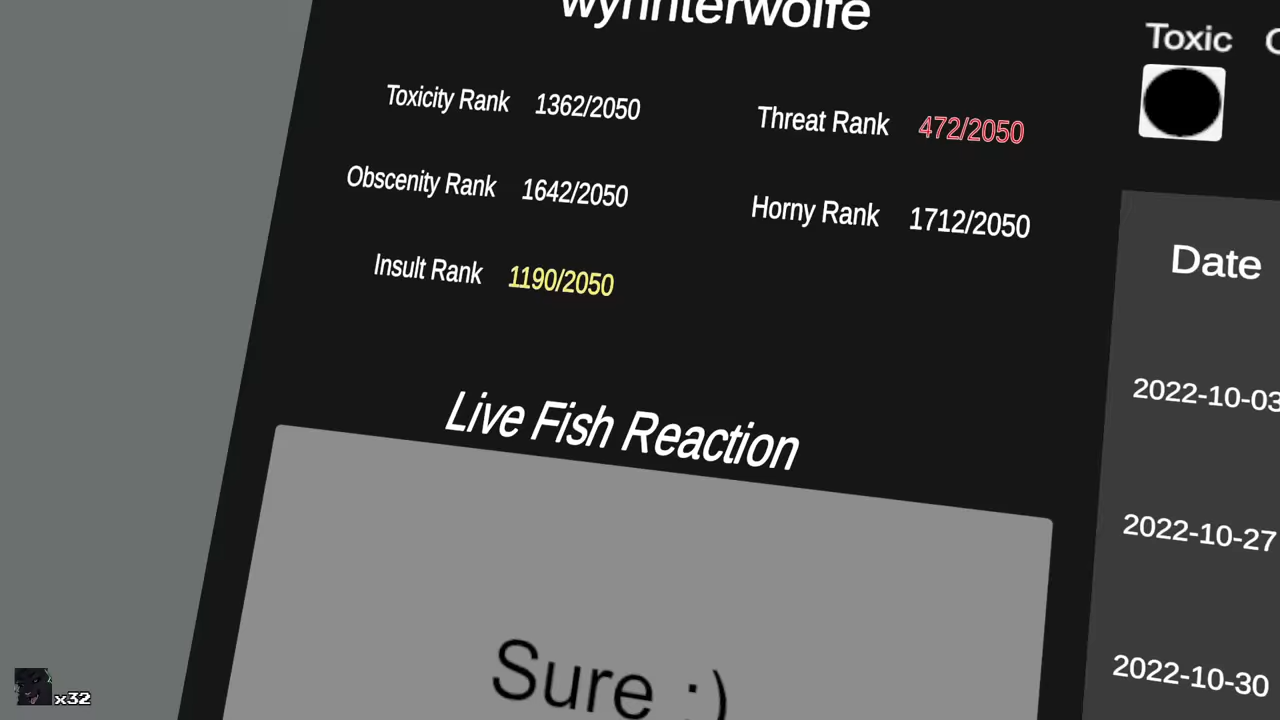 wynnterwolfe
Toxicity Rank 1362/2050
Threat Rank 472/2050
Obscenity Rank 1642/2050
Horny Rank 1712/2050
Insult Rank 1190/2050
Live Fish Reaction
Sure :)
Toxic
Date
2022-10-03
2022-10-27
2022-10-30
x32